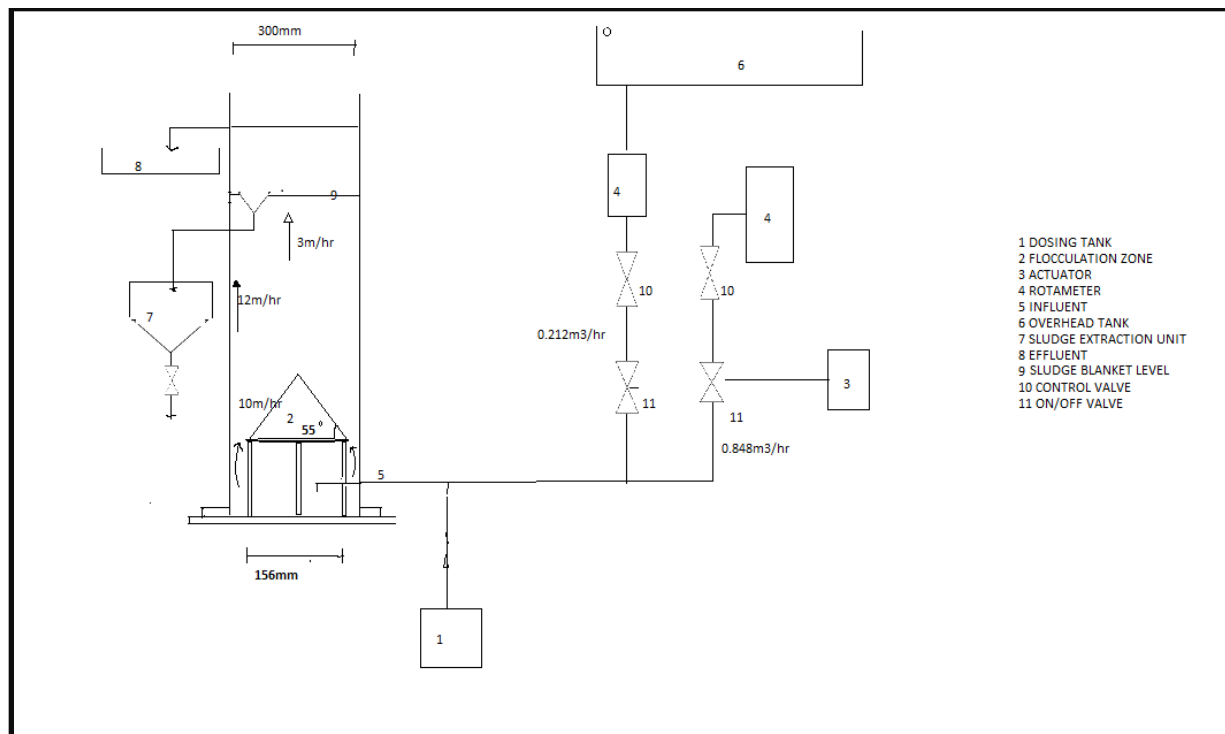 300mm
O
6
8
4
4
9
3m/hr
12m/hr
10
10
7
0.212m3/hr
3
10m/hr
2
55 0
11
11
0.848m3/hr
5
156mm
1
1 DOSING TANK
2 FLOCCULATION ZONE
3 ACTUATOR
4 ROTAMETER
5 INFLUENT
6 OVERHEAD TANK
7 SLUDGE EXTRACTION UNIT
8 EFFLUENT
9 SLUDGE BLANKET LEVEL
10 CONTROL VALVE
11 ON/OFF VALVE